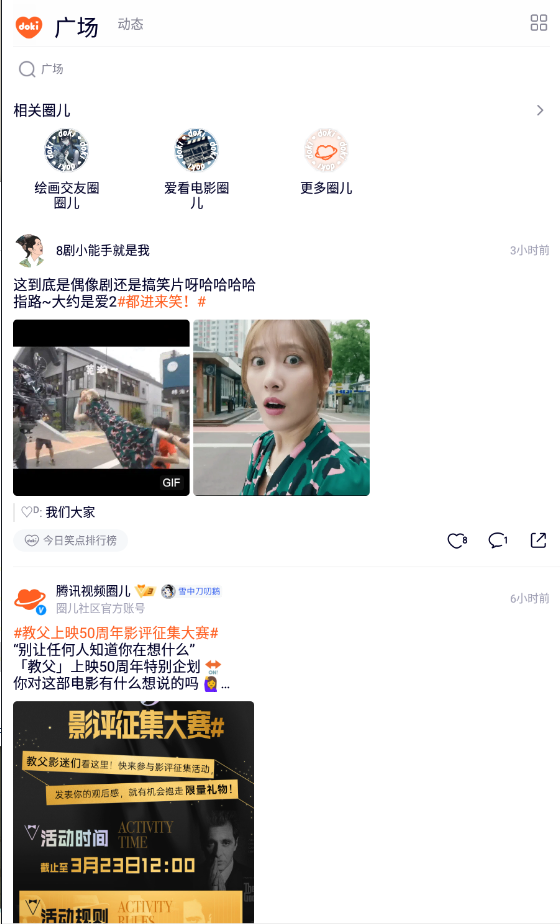 doki 广场 动态
广场
相关圈儿
doki doki doki
绘画交友圈
圈儿
爱看电影圈
儿
更多圈儿
8剧小能手就是我
3小时前
这到底是偶像剧还是搞笑片呀哈哈哈哈
指路~大约是爱2#都进来笑！#
GIF
♡ᴰ: 我们大家
今日笑点排行榜
8 1
腾讯视频圈儿 3 雪中刀叨鹅
圈儿社区官方账号
6小时前
#教父上映50周年影评征集大赛#
“别让任何人知道你在想什么”
「教父」上映50周年特别企划
你对这部电影有什么想说的吗 ...
影评征集大赛#
教父影迷们看这里！快来参与影评征集活动，
发表你的观后感，就有机会抱走限量礼物！
活动时间 ACTIVITY
TIME
截止至3月23日12:00
活动规则 ACTIVITY
RULES